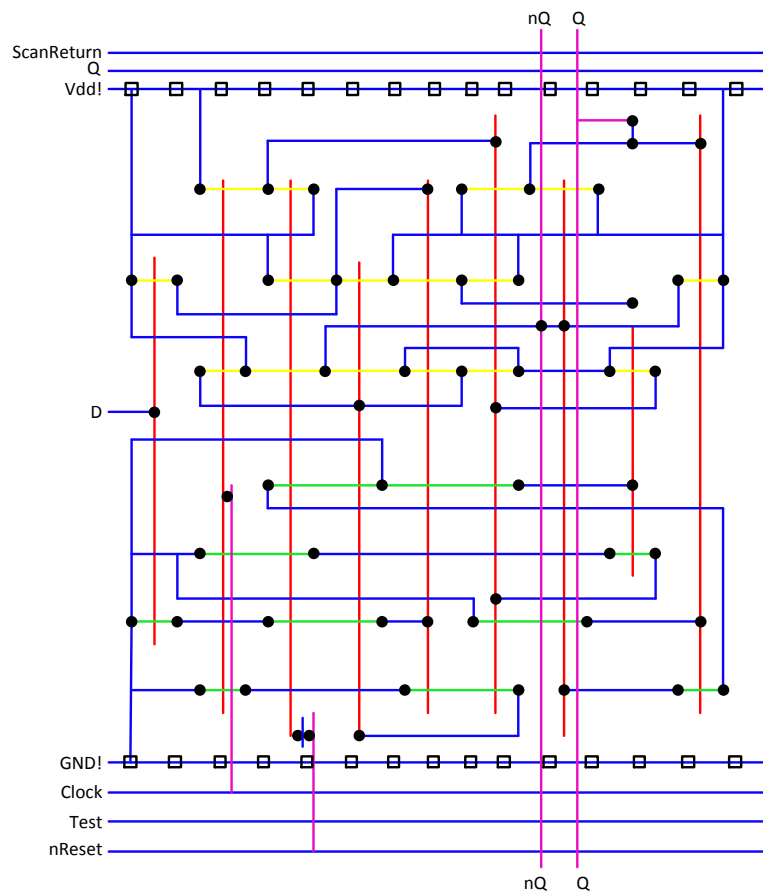 nQ Q
ScanReturn
Q
Vdd!
D
GND!
Clock
Test
nReset
nQ Q